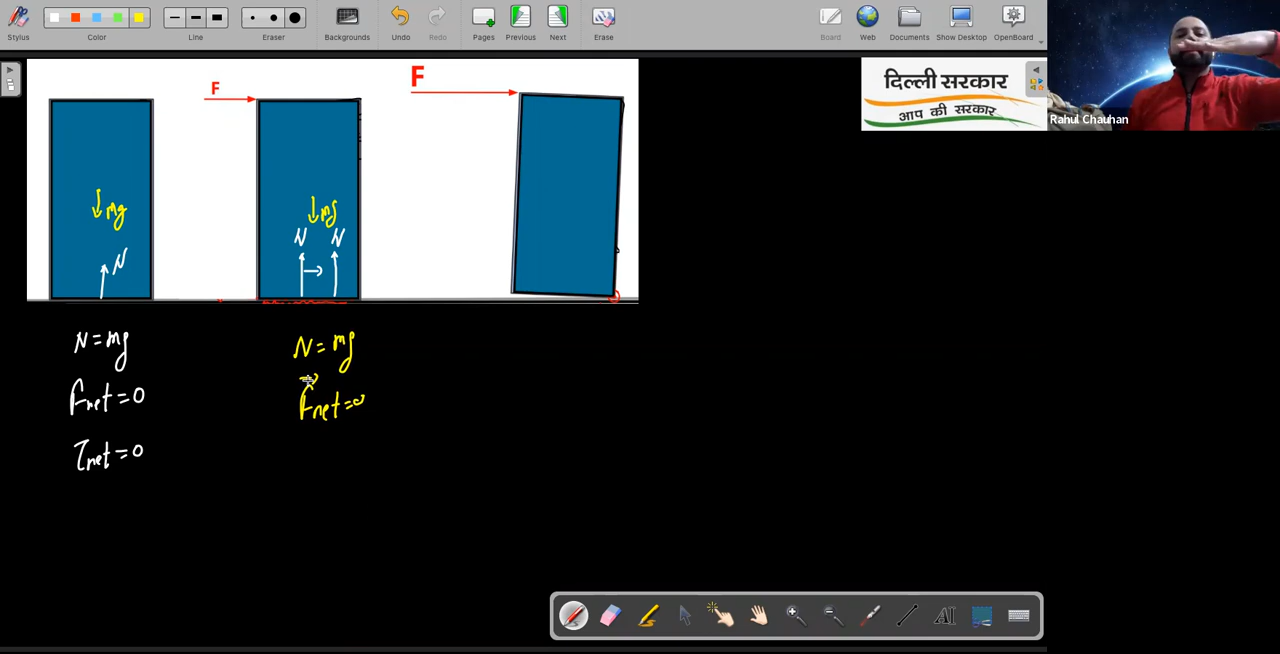 Stylus
Color
Line
Eraser
Backgrounds
Undo
Redo
Pages
Previous
Next
Erase
Board
Web
Documents
Show Desktop
OpenBoard
F
F
दिल्ली सरकार
आप की सरकार
Rahul Chauhan
mg
N
mg
N
N
N = mg
Fnet = 0
τnet = 0
N = mg
Fnet = 0